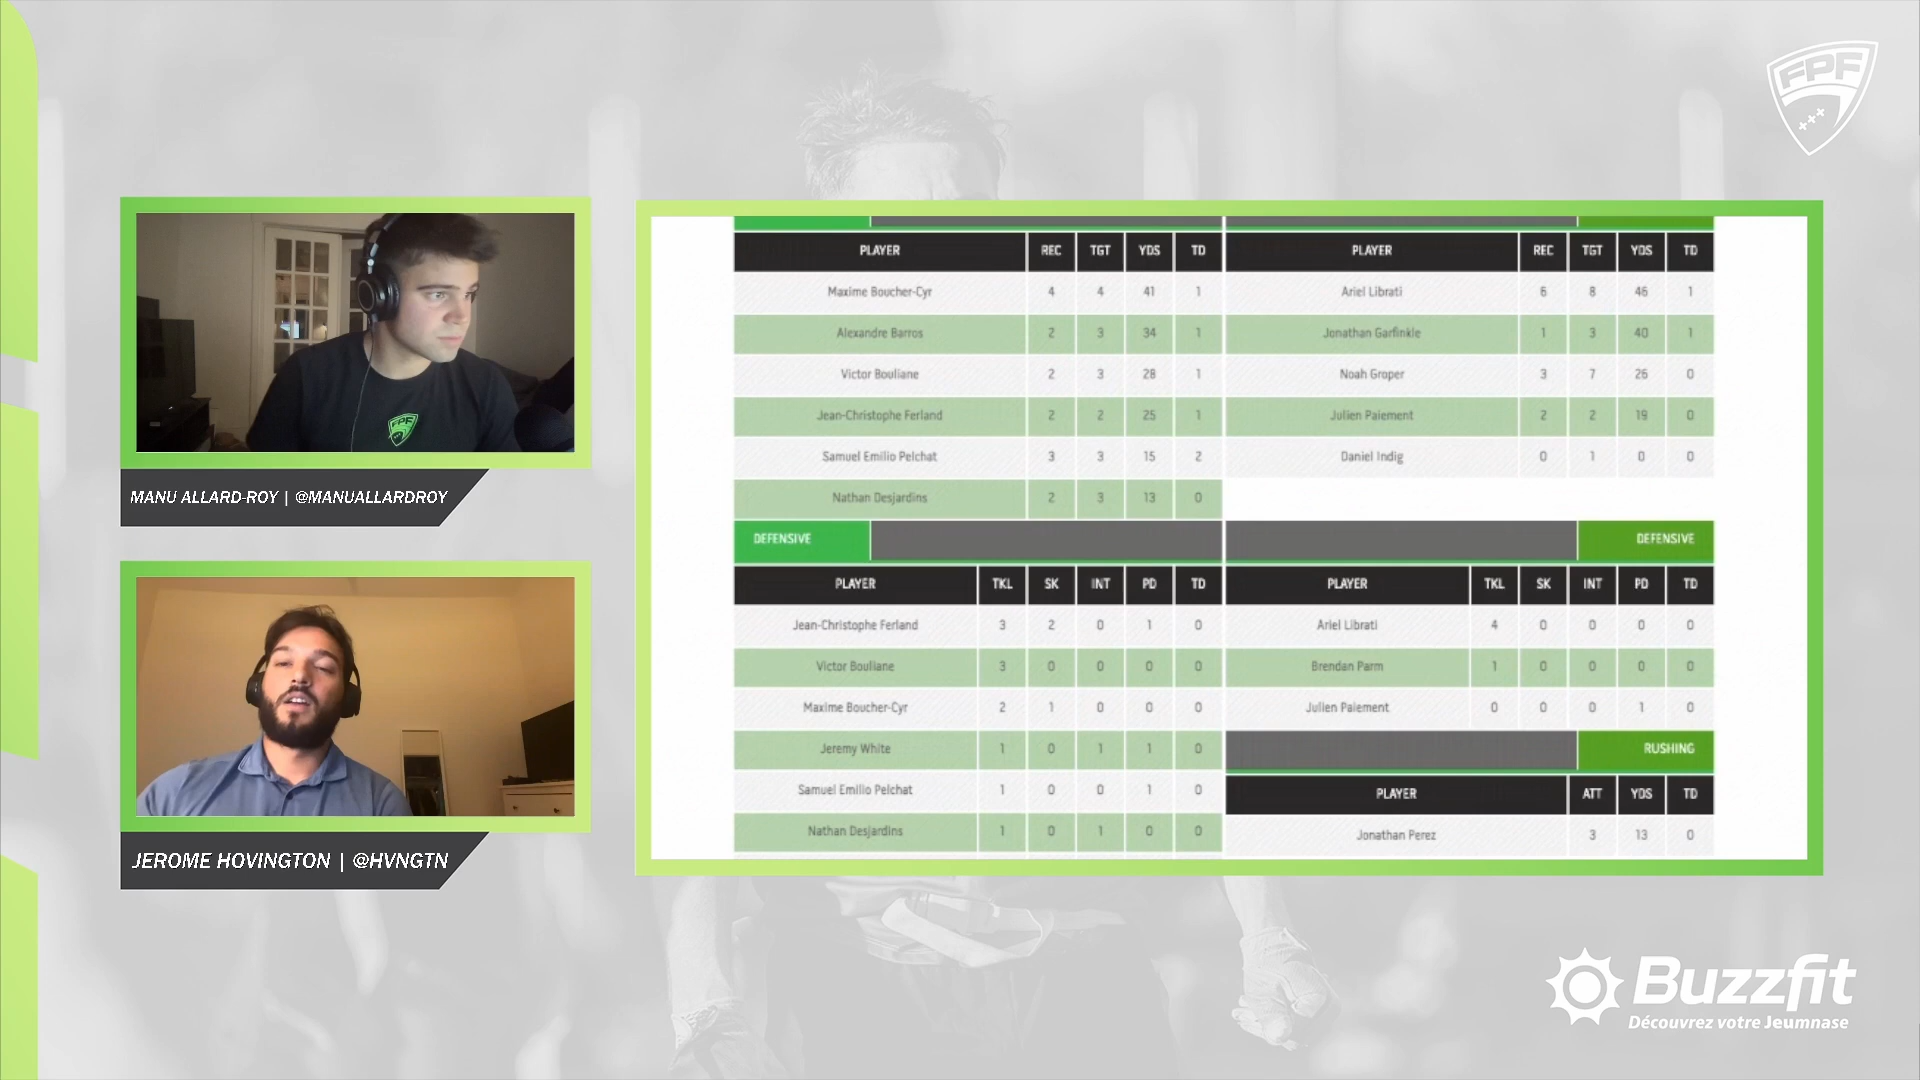 FPF
FPF
MANU ALLARD-ROY | @MANUALLARDROY
JEROME HOVINGTON | @HVNGTN
PLAYER REC TGT YDS TD
Maxime Boucher-Cyr 4 4 41 1
Alexandre Barros 2 3 34 1
Victor Bouliane 2 3 28 1
Jean-Christophe Ferland 2 2 25 1
Samuel Emilio Pelchat 3 3 15 2
Nathan Desjardins 2 3 13 0
DEFENSIVE
PLAYER TKL SK INT PD TD
Jean-Christophe Ferland 3 2 0 1 0
Victor Bouliane 3 0 0 0 0
Maxime Boucher-Cyr 2 1 0 0 0
Jeremy White 1 0 1 1 0
Samuel Emilio Pelchat 1 0 0 1 0
Nathan Desjardins 1 0 1 0 0
PLAYER REC TGT YDS TD
Ariel Librati 6 8 46 1
Jonathan Garfinkle 1 3 40 1
Noah Groper 3 7 26 0
Julien Paiement 2 2 19 0
Daniel Indig 0 1 0 0
DEFENSIVE
PLAYER TKL SK INT PD TD
Ariel Librati 4 0 0 0 0
Brendan Parm 1 0 0 0 0
Julien Paiement 0 0 0 1 0
RUSHING
PLAYER ATT YDS TD
Jonathan Perez 3 13 0
Buzzfit
Découvrez votre Jeumnase